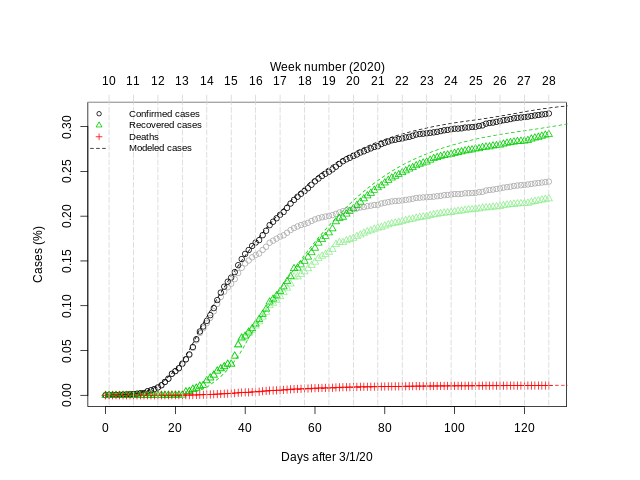 Week number (2020)
10 11 12 13 14 15 16 17 18 19 20 21 22 23 24 25 26 27 28
Confirmed cases
Recovered cases
Deaths
Modeled cases
Cases (%)
0.30
0.25
0.20
0.15
0.10
0.05
0.00
0 20 40 60 80 100 120
Days after 3/1/20